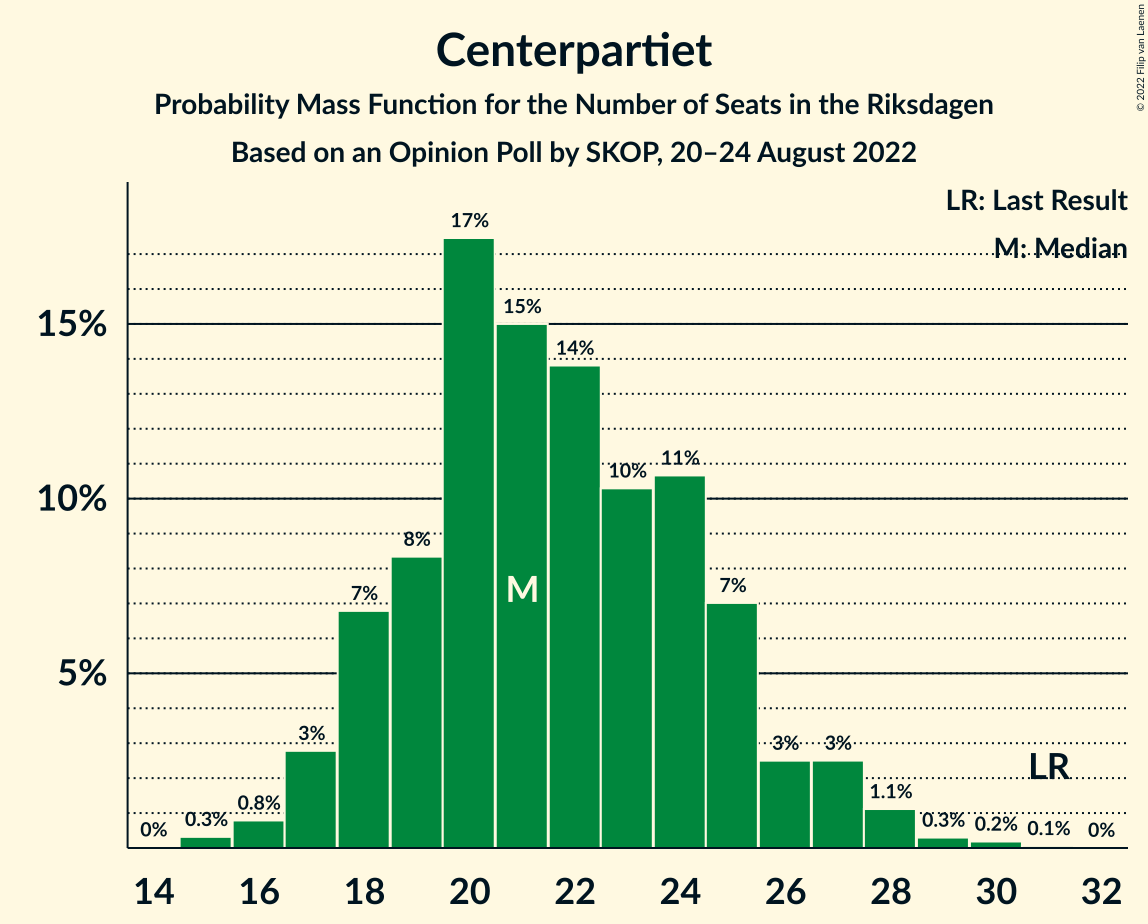 Centerpartiet
Probability Mass Function for the Number of Seats in the Riksdagen
Based on an Opinion Poll by SKOP, 20–24 August 2022
© 2022 Filip van Laenen
LR: Last Result
M: Median
15%
10%
5%
0%
0.3%
0.8%
3%
7%
8%
17%
15%
14%
10%
11%
7%
3%
3%
1.1%
0.3%
0.2%
0.1%
0%
M
LR
14 16 18 20 22 24 26 28 30 32